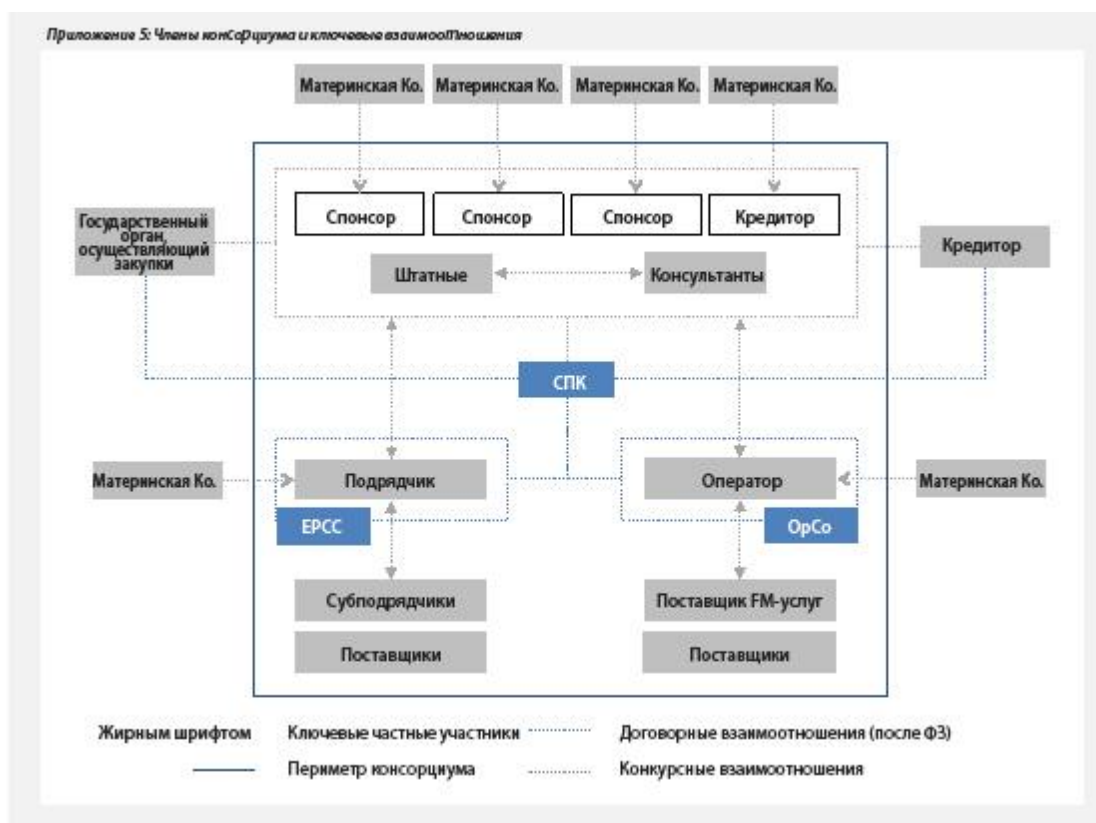 Приложение 5: Члены консорциума и ключевые взаимоотношения
Материнская Ко.
Материнская Ко.
Материнская Ко.
Материнская Ко.
Спонсор
Спонсор
Спонсор
Кредитор
Государственный
орган,
осуществляющий
закупки
Кредитор
Штатные
Консультанты
СПК
Материнская Ко.
Подрядчик
Оператор
Материнская Ко.
EPCC
OpCo
Субподрядчики
Поставщик FM-услуг
Поставщики
Поставщики
Жирным шрифтом
Ключевые частные участники
Договорные взаимоотношения (после ФЗ)
Периметр консорциума
Конкурсные взаимоотношения